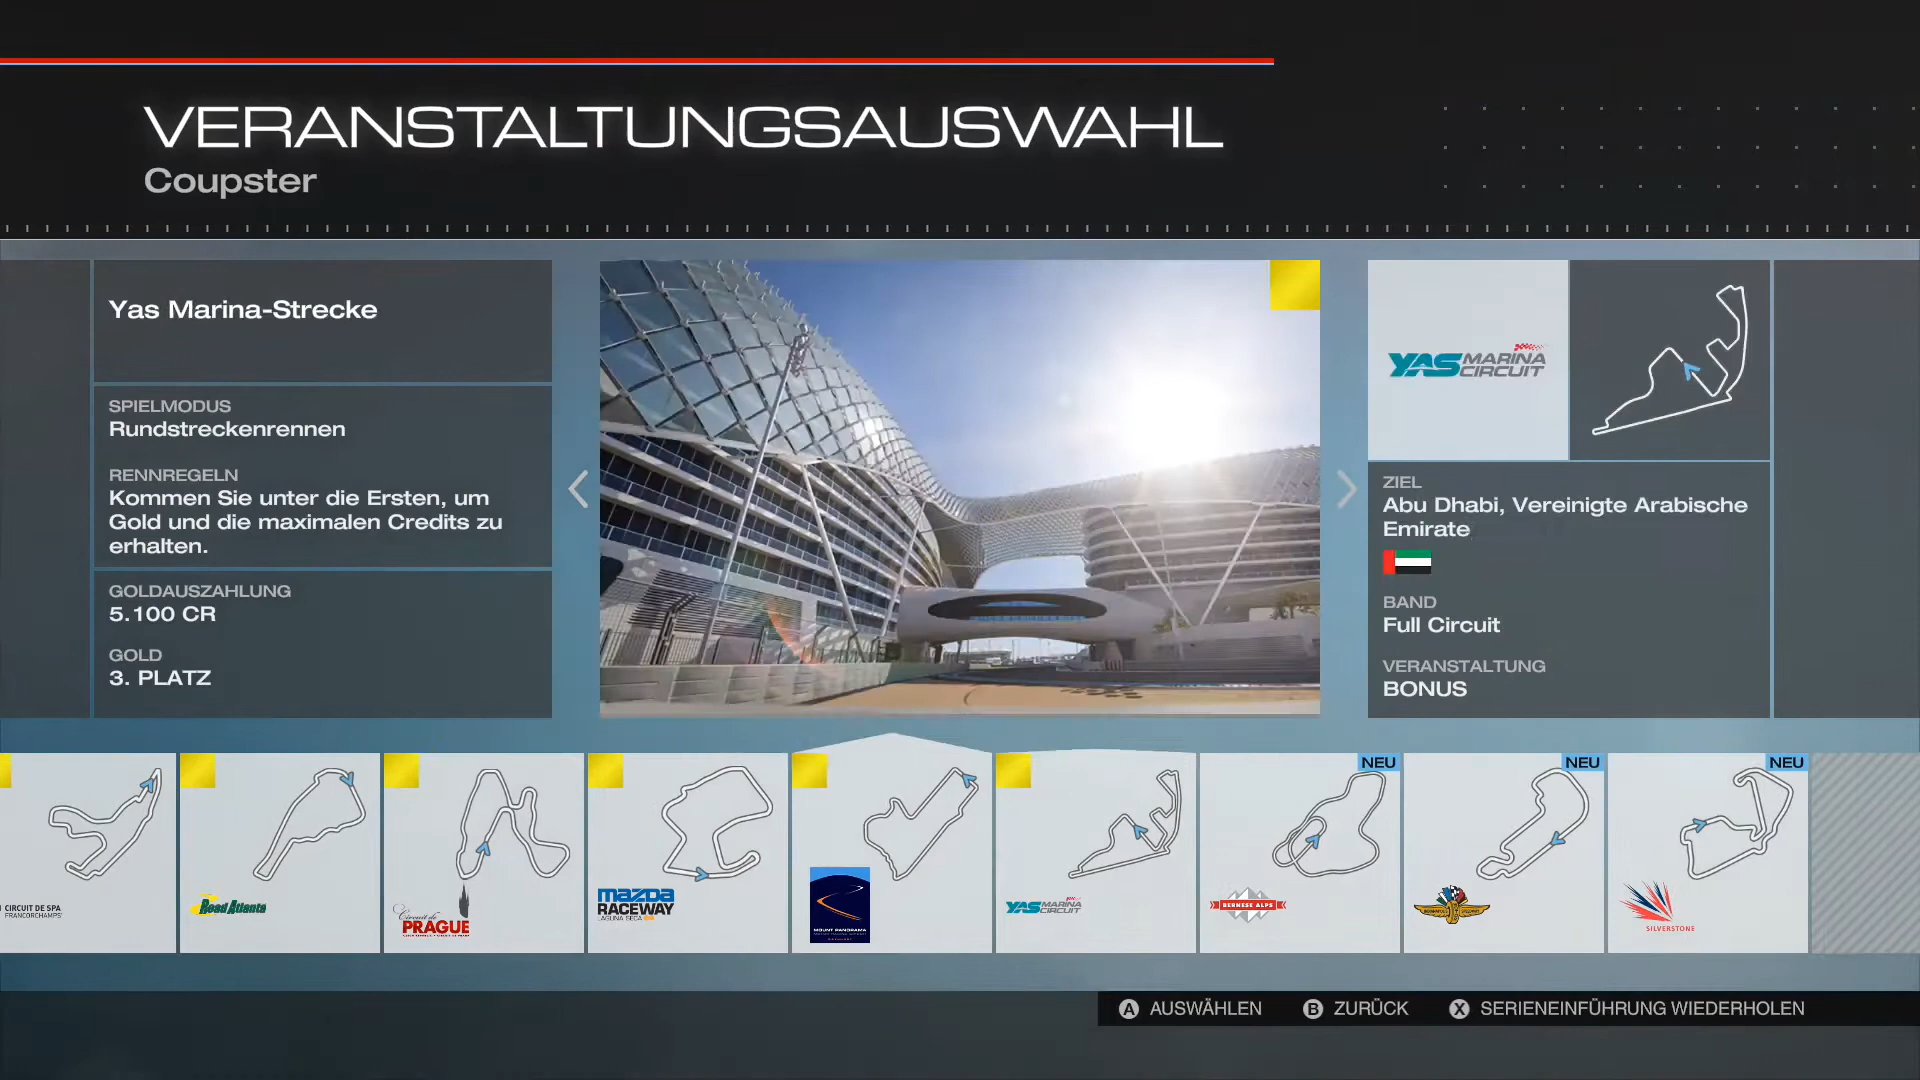 VERANSTALTUNGSAUSWAHL
Coupster
Yas Marina-Strecke
SPIELMODUS
Rundstreckenrennen
RENNREGELN
Kommen Sie unter die Ersten, um
Gold und die maximalen Credits zu
erhalten.
GOLDAUSZAHLUNG
5.100 CR
GOLD
3. PLATZ
YAS MARINA
CIRCUIT
ZIEL
Abu Dhabi, Vereinigte Arabische
Emirate
BAND
Full Circuit
VERANSTALTUNG
BONUS
NEU
NEU
NEU
CIRCUIT DE SPA
FRANCORCHAMPS
Road Atlanta
Circuit de
PRAGUE
MAZDA
RACEWAY
LAGUNA SECA
MOUNT PANORAMA
YAS MARINA
CIRCUIT
BERNESE ALPS
SILVERSTONE
A AUSWÄHLEN
B ZURÜCK
X SERIENEINFÜHRUNG WIEDERHOLEN